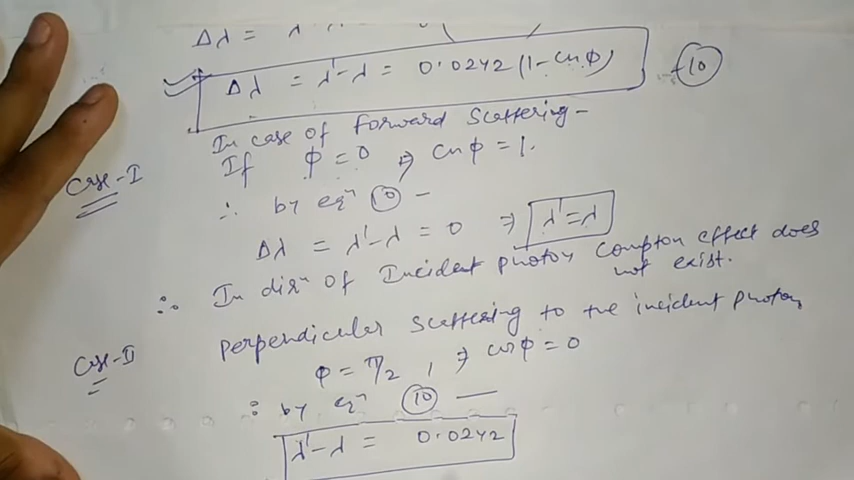 Δλ = λ λ'
Δλ = λ'-λ = 0.0242 (1-cos φ) -(10)
In case of forward Scattering-
Case-I If φ = 0 ⇒ cos φ = 1.
∴ by eqⁿ (10) -
Δλ = λ'-λ = 0 ⇒ λ'=λ
∴ In dirⁿ of Incident photon Compton effect does
not exist.
Case-II perpendicular Scattering to the incident photon,
φ = π/2 , ⇒ cos φ = 0
∴ by eqⁿ (10) —
λ'-λ = 0.0242